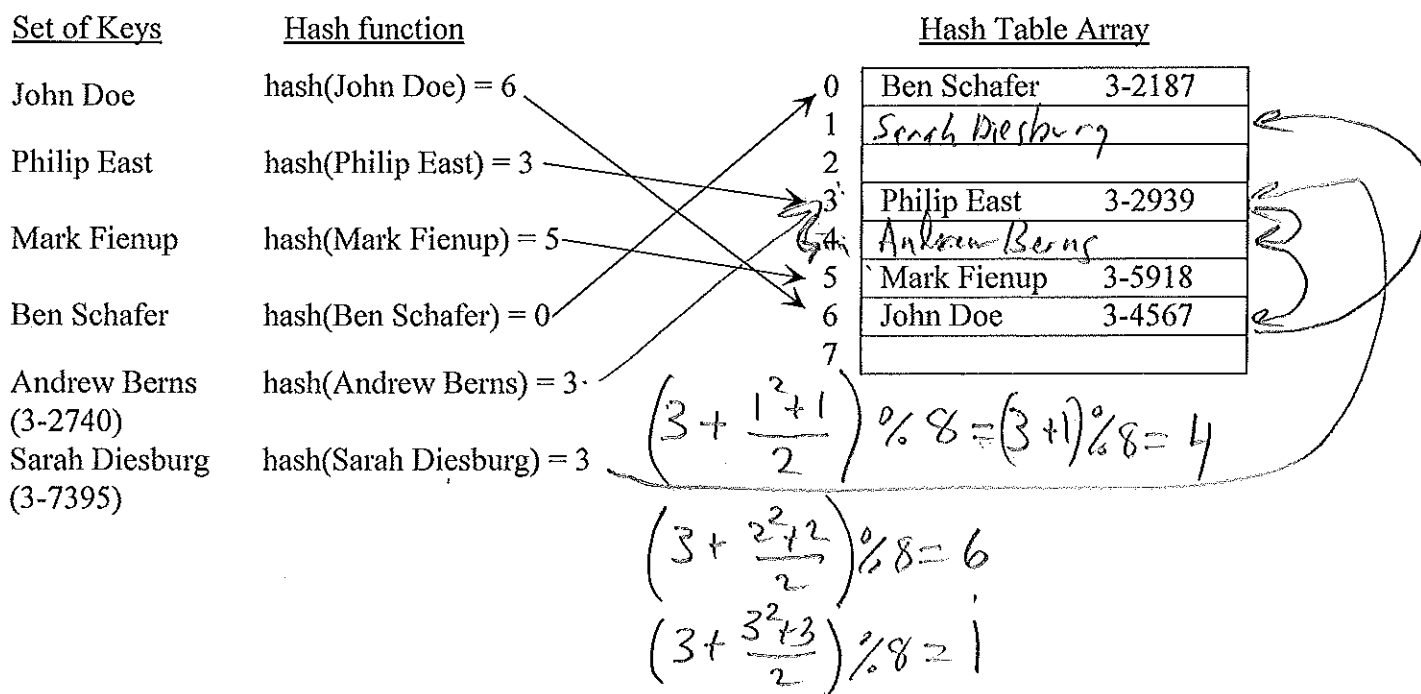 Set of Keys Hash function Hash Table Array
John Doe hash(John Doe) = 6
Philip East hash(Philip East) = 3
Mark Fienup hash(Mark Fienup) = 5
Ben Schafer hash(Ben Schafer) = 0
Andrew Berns hash(Andrew Berns) = 3
(3-2740)
Sarah Diesburg hash(Sarah Diesburg) = 3
(3-7395)
0 Ben Schafer 3-2187
1 Sarah Diesburg
2
3 Philip East 3-2939
4 Andrew Berns
5 Mark Fienup 3-5918
6 John Doe 3-4567
7
(3 + (1²+1)/2) % 8 = (3+1)%8 = 4
(3 + (2²+2)/2) % 8 = 6
(3 + (3²+3)/2) % 8 = 1